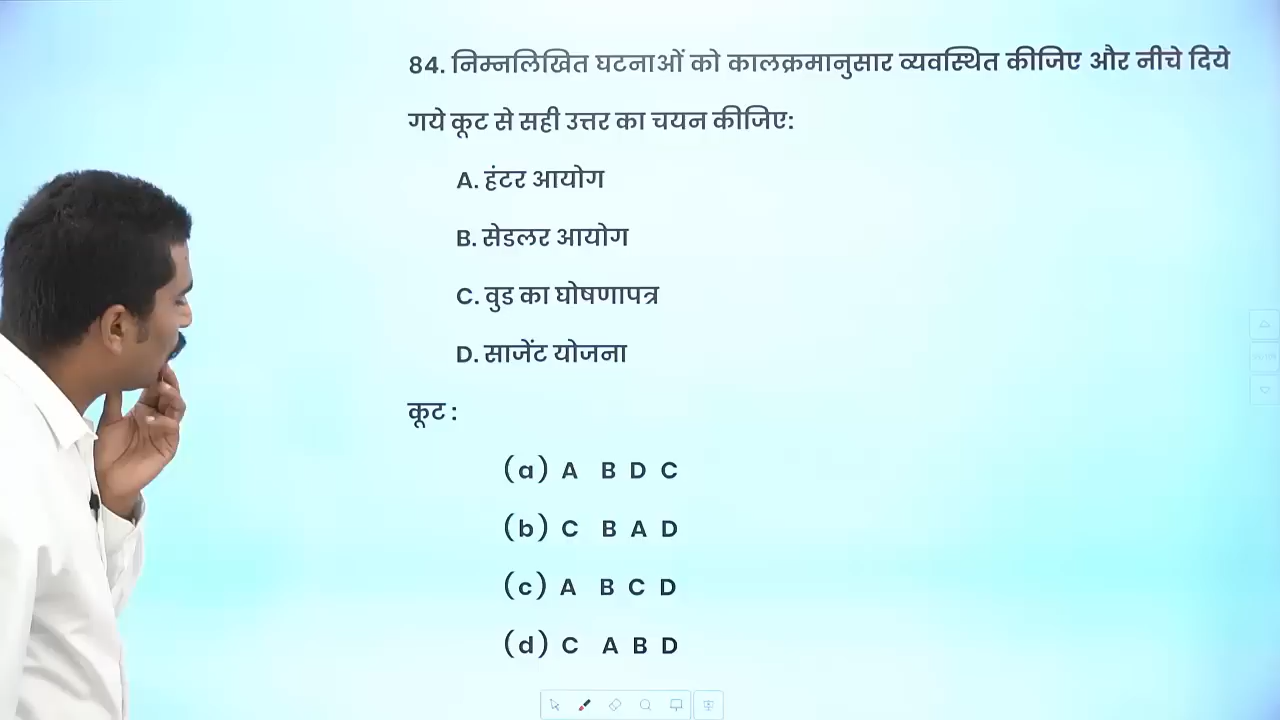 84. निम्नलिखित घटनाओं को कालक्रमानुसार व्यवस्थित कीजिए और नीचे दिये
गये कूट से सही उत्तर का चयन कीजिए:
A. हंटर आयोग
B. सेडलर आयोग
C. वुड का घोषणापत्र
D. साजेंट योजना
कूट :
(a) A B D C
(b) C B A D
(c) A B C D
(d) C A B D